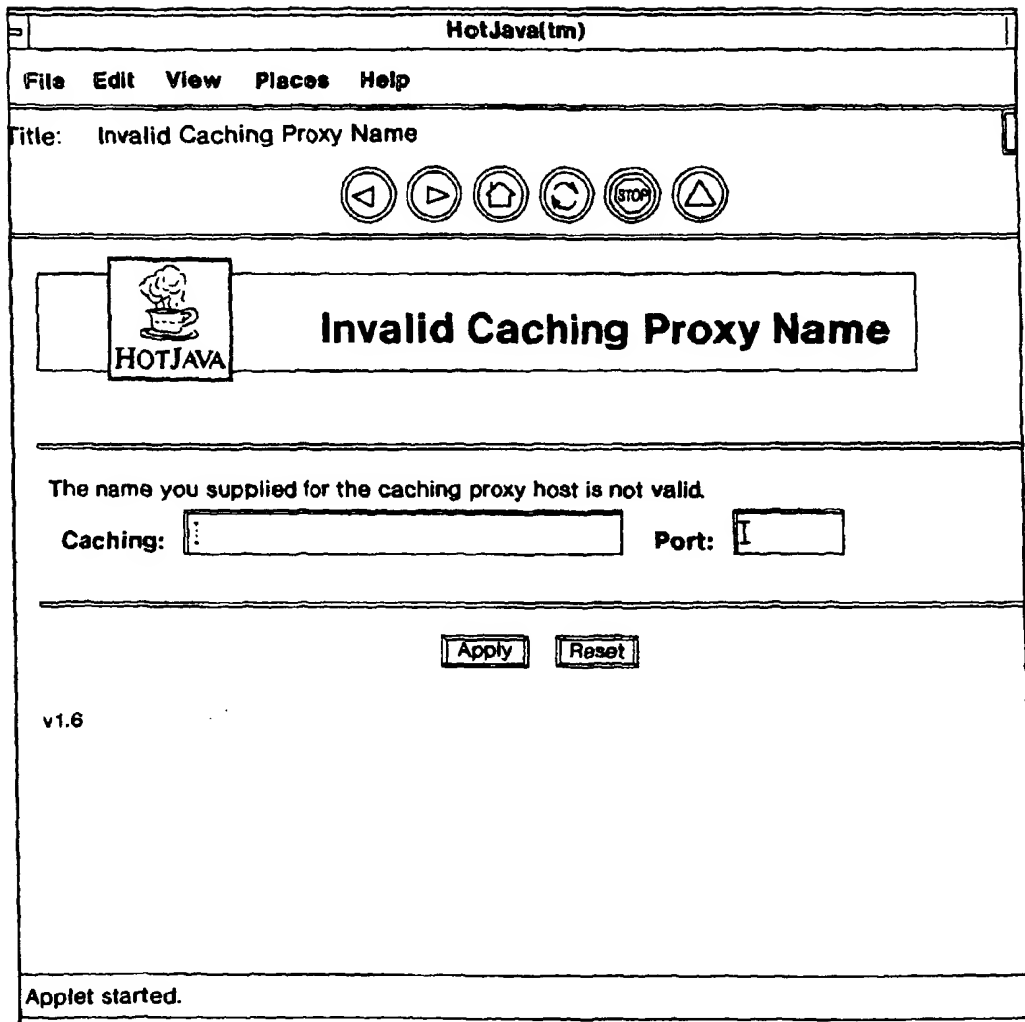 HotJava(tm)
File Edit View Places Help
Title: Invalid Caching Proxy Name
STOP
HOTJAVA
Invalid Caching Proxy Name
The name you supplied for the caching proxy host is not valid.
Caching: Port:
Apply Reset
v1.6
Applet started.